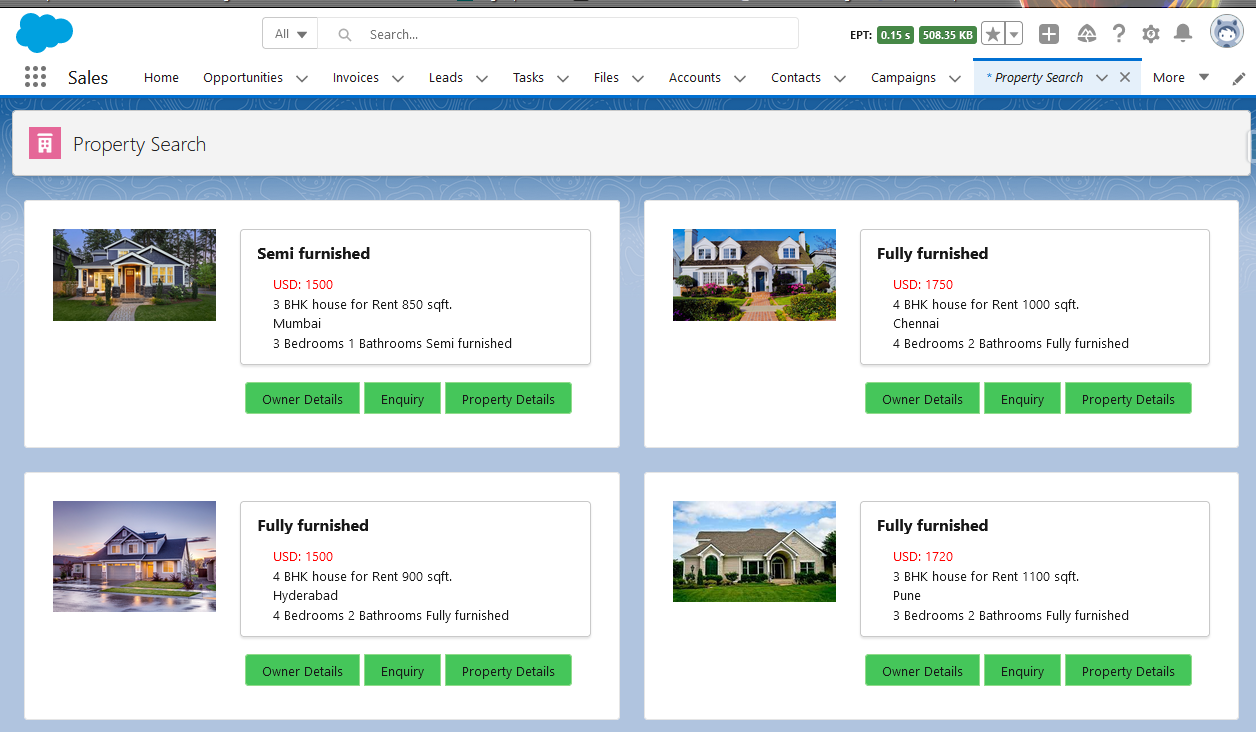 All
Search...
EPT: 0.15 s 508.35 KB
Sales Home Opportunities Invoices Leads Tasks Files Accounts Contacts Campaigns * Property Search More
Property Search
Semi furnished
USD: 1500
3 BHK house for Rent 850 sqft.
Mumbai
3 Bedrooms 1 Bathrooms Semi furnished
Owner Details Enquiry Property Details
Fully furnished
USD: 1750
4 BHK house for Rent 1000 sqft.
Chennai
4 Bedrooms 2 Bathrooms Fully furnished
Owner Details Enquiry Property Details
Fully furnished
USD: 1500
4 BHK house for Rent 900 sqft.
Hyderabad
4 Bedrooms 2 Bathrooms Fully furnished
Owner Details Enquiry Property Details
Fully furnished
USD: 1720
3 BHK house for Rent 1100 sqft.
Pune
3 Bedrooms 2 Bathrooms Fully furnished
Owner Details Enquiry Property Details